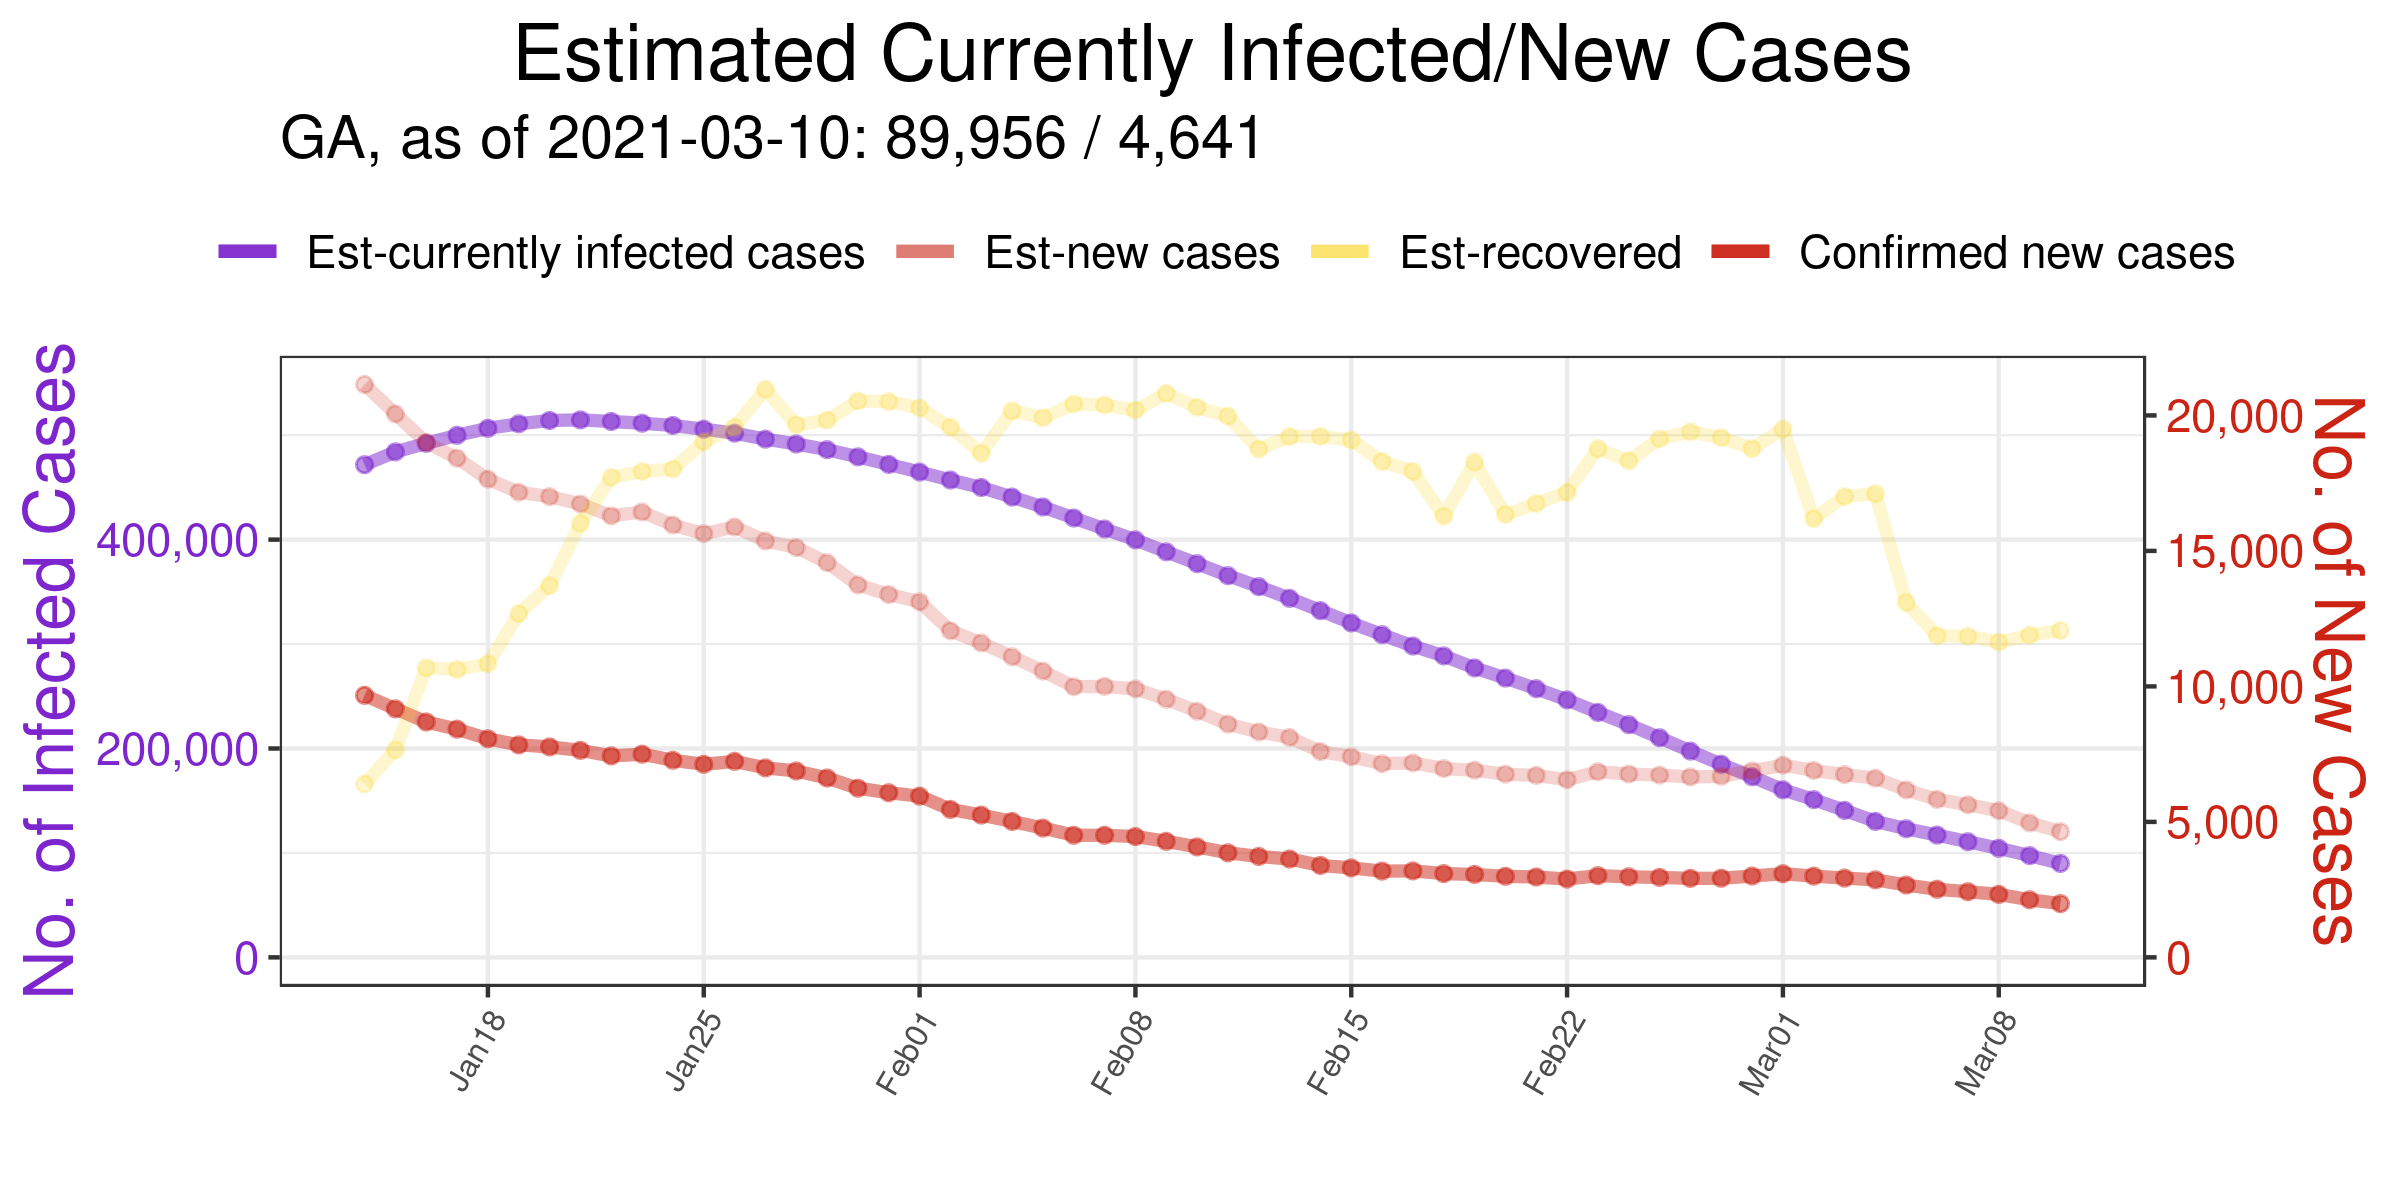 Estimated Currently Infected/New Cases
GA, as of 2021-03-10: 89,956 / 4,641
Est-currently infected cases
Est-new cases
Est-recovered
Confirmed new cases
No. of Infected Cases
400,000
200,000
0
20,000
15,000
10,000
5,000
0
No. of New Cases
Jan18
Jan25
Feb01
Feb08
Feb15
Feb22
Mar01
Mar08